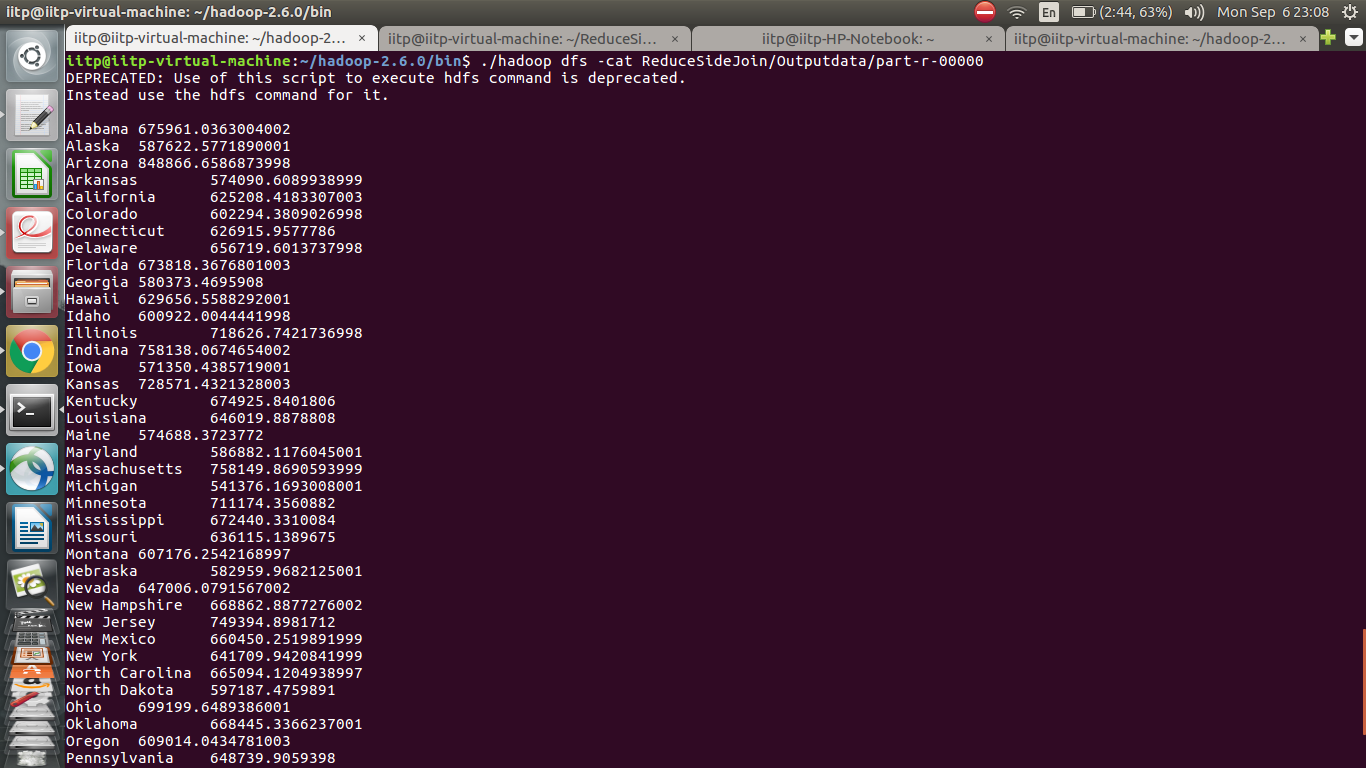 iitp@iitp-virtual-machine: ~/hadoop-2.6.0/bin
En
(2:44, 63%)
Mon Sep 6 23:08
iitp@iitp-virtual-machine: ~/hadoop-2... ×
iitp@iitp-virtual-machine: ~/ReduceSi... ×
iitp@iitp-HP-Notebook: ~ ×
iitp@iitp-virtual-machine: ~/hadoop-2... ×
iitp@iitp-virtual-machine:~/hadoop-2.6.0/bin$ ./hadoop dfs -cat ReduceSideJoin/Outputdata/part-r-00000
DEPRECATED: Use of this script to execute hdfs command is deprecated.
Instead use the hdfs command for it.
Alabama 675961.0363004002
Alaska 587622.5771890001
Arizona 848866.6586873998
Arkansas 574090.6089938999
California 625208.4183307003
Colorado 602294.3809026998
Connecticut 626915.9577786
Delaware 656719.6013737998
Florida 673818.3676801003
Georgia 580373.4695908
Hawaii 629656.5588292001
Idaho 600922.0044441998
Illinois 718626.7421736998
Indiana 758138.0674654002
Iowa 571350.4385719001
Kansas 728571.4321328003
Kentucky 674925.8401806
Louisiana 646019.8878808
Maine 574688.3723772
Maryland 586882.1176045001
Massachusetts 758149.8690593999
Michigan 541376.1693008001
Minnesota 711174.3560882
Mississippi 672440.3310084
Missouri 636115.1389675
Montana 607176.2542168997
Nebraska 582959.9682125001
Nevada 647006.0791567002
New Hampshire 668862.8877276002
New Jersey 749394.8981712
New Mexico 660450.2519891999
New York 641709.9420841999
North Carolina 665094.1204938997
North Dakota 597187.4759891
Ohio 699199.6489386001
Oklahoma 668445.3366237001
Oregon 609014.0434781003
Pennsylvania 648739.9059398